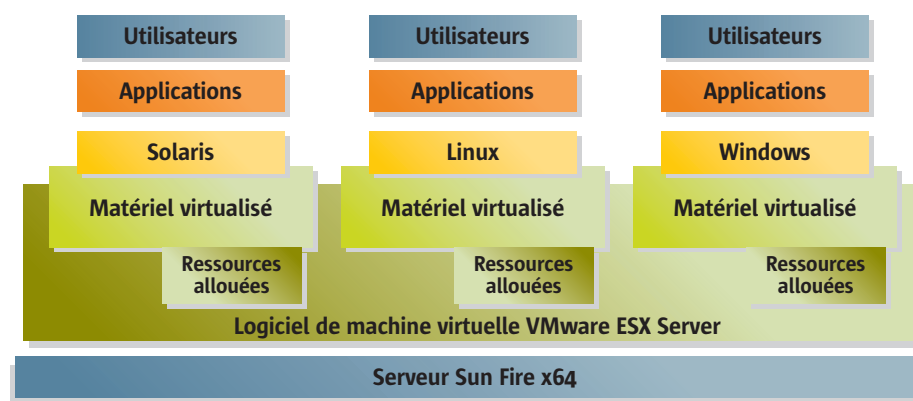 Utilisateurs
Utilisateurs
Utilisateurs
Applications
Applications
Applications
Solaris
Linux
Windows
Matériel virtualisé
Matériel virtualisé
Matériel virtualisé
Ressources
allouées
Ressources
allouées
Ressources
allouées
Logiciel de machine virtuelle VMware ESX Server
Serveur Sun Fire x64